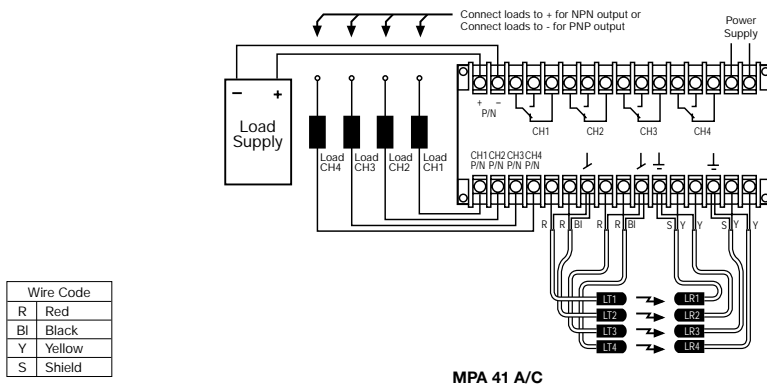 Connect loads to + for NPN output or
Connect loads to - for PNP output
Power
Supply
− +
Load
Supply
+ −
P/N
CH1 CH2 CH3 CH4
Load
CH4
Load
CH3
Load
CH2
Load
CH1
CH1 CH2 CH3 CH4
P/N P/N P/N P/N
R R Bl R R Bl S Y Y S Y Y
LT1 LR1
LT2 LR2
LT3 LR3
LT4 LR4
Wire Code
R Red
Bl Black
Y Yellow
S Shield
MPA 41 A/C